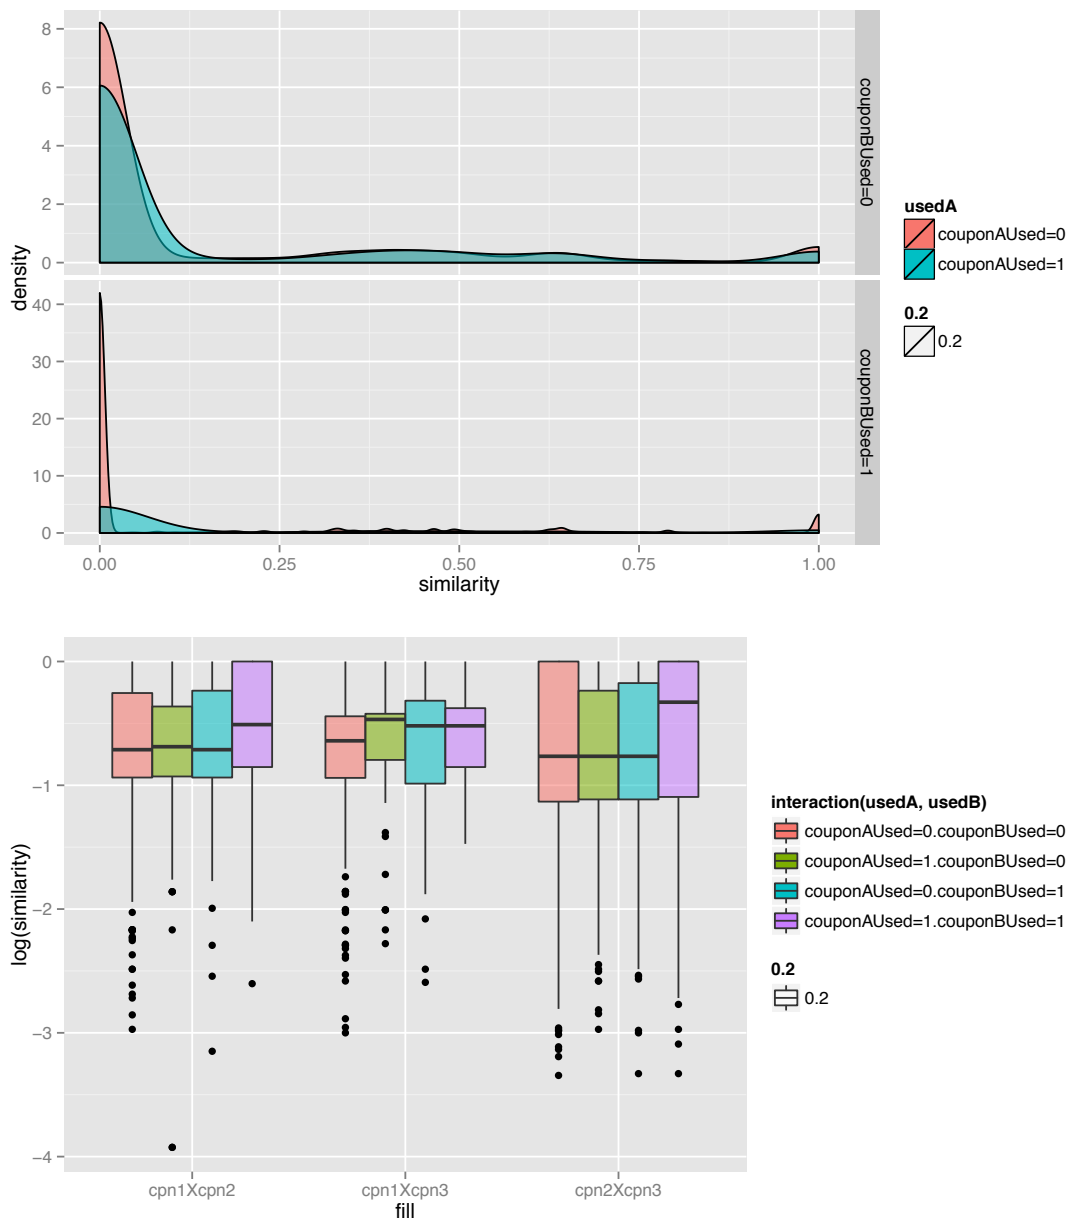 8
6
4
2
0
couponBUsed=0
density
40
30
20
10
0
couponBUsed=1
0.00 0.25 0.50 0.75 1.00
similarity
usedA
couponAUsed=0
couponAUsed=1
0.2
0.2
0
−1
−2
−3
−4
log(similarity)
cpn1Xcpn2 cpn1Xcpn3 cpn2Xcpn3
fill
interaction(usedA, usedB)
couponAUsed=0.couponBUsed=0
couponAUsed=1.couponBUsed=0
couponAUsed=0.couponBUsed=1
couponAUsed=1.couponBUsed=1
0.2
0.2